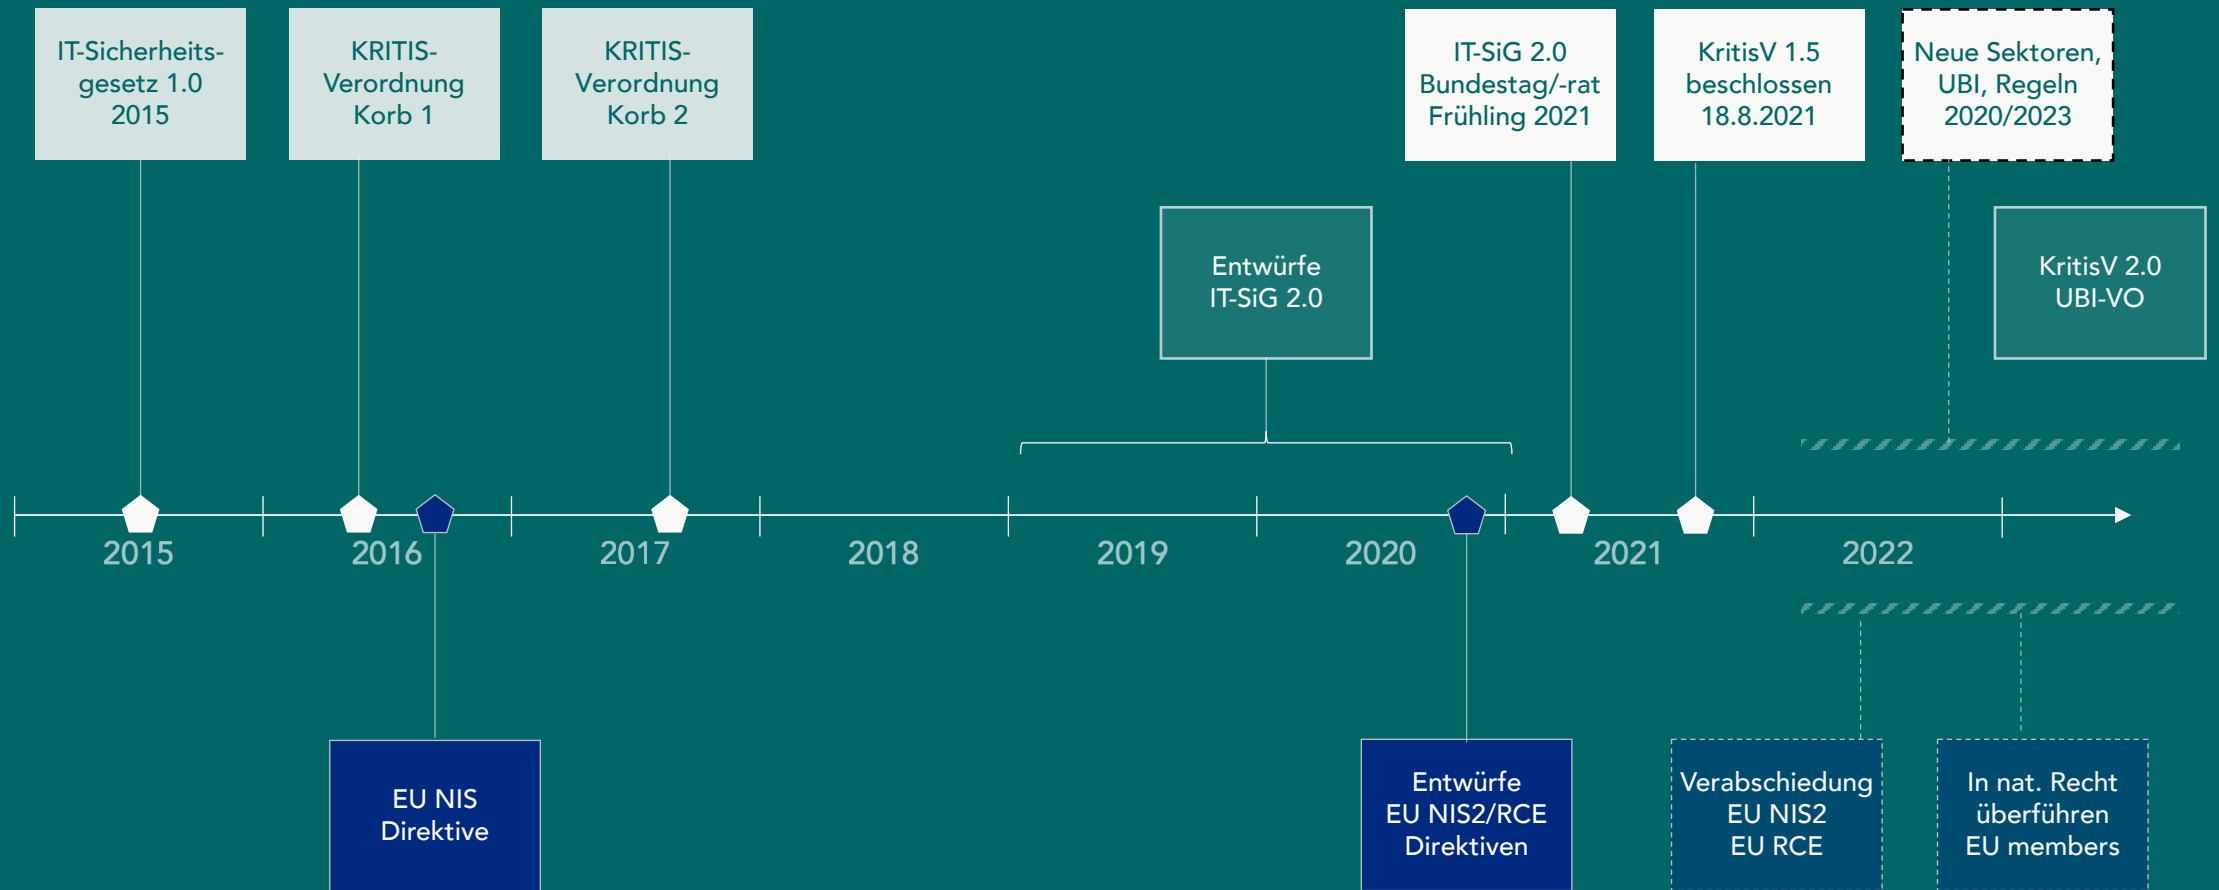 IT-Sicherheits-
gesetz 1.0
2015
KRITIS-
Verordnung
Korb 1
KRITIS-
Verordnung
Korb 2
IT-SiG 2.0
Bundestag/-rat
Frühling 2021
KritisV 1.5
beschlossen
18.8.2021
Neue Sektoren,
UBI, Regeln
2020/2023
Entwürfe
IT-SiG 2.0
KritisV 2.0
UBI-VO
2015
2016
2017
2018
2019
2020
2021
2022
EU NIS
Direktive
Entwürfe
EU NIS2/RCE
Direktiven
Verabschiedung
EU NIS2
EU RCE
In nat. Recht
überführen
EU members